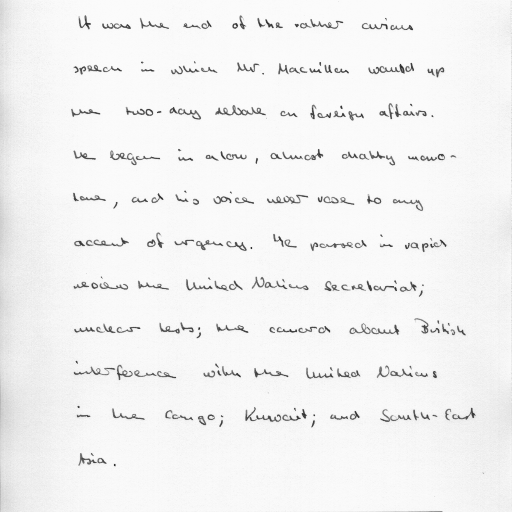 It was the end of the rather curious
speech in which Mr. Macmillan would up
the two-day debate on foreign affairs.
He began in a low, almost chatty mono-
tone, and his voice never rose to any
accent of urgency. He passed in rapid
review the United Nations Secretariat;
nuclear tests; the canard about British
interference with the United Nations
in the Congo; Kuwait; and South-East
Asia.